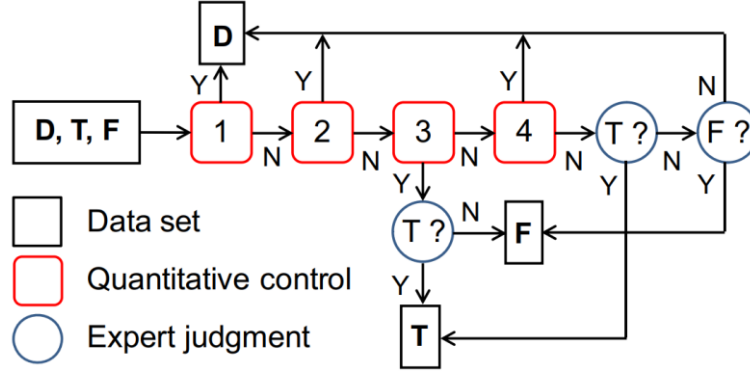 D
Y
Y
Y
N
D, T, F
1
2
3
4
T ?
F ?
N
N
N
N
N
Y
Y
Y
Data set
T ?
N
F
Quantitative control
Y
Expert judgment
T